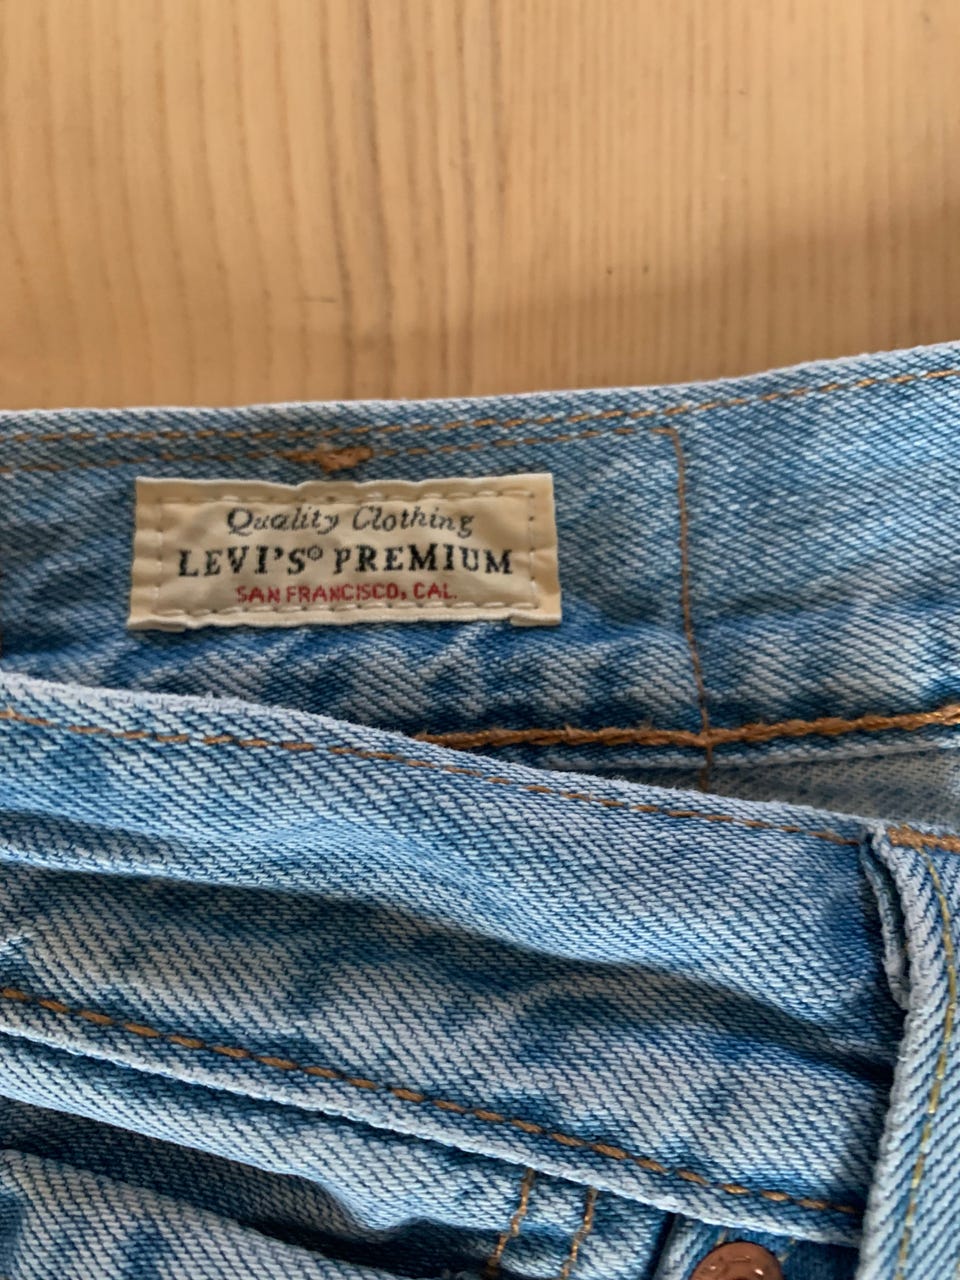 Quality Clothing
LEVI'S® PREMIUM
SAN FRANCISCO, CAL.